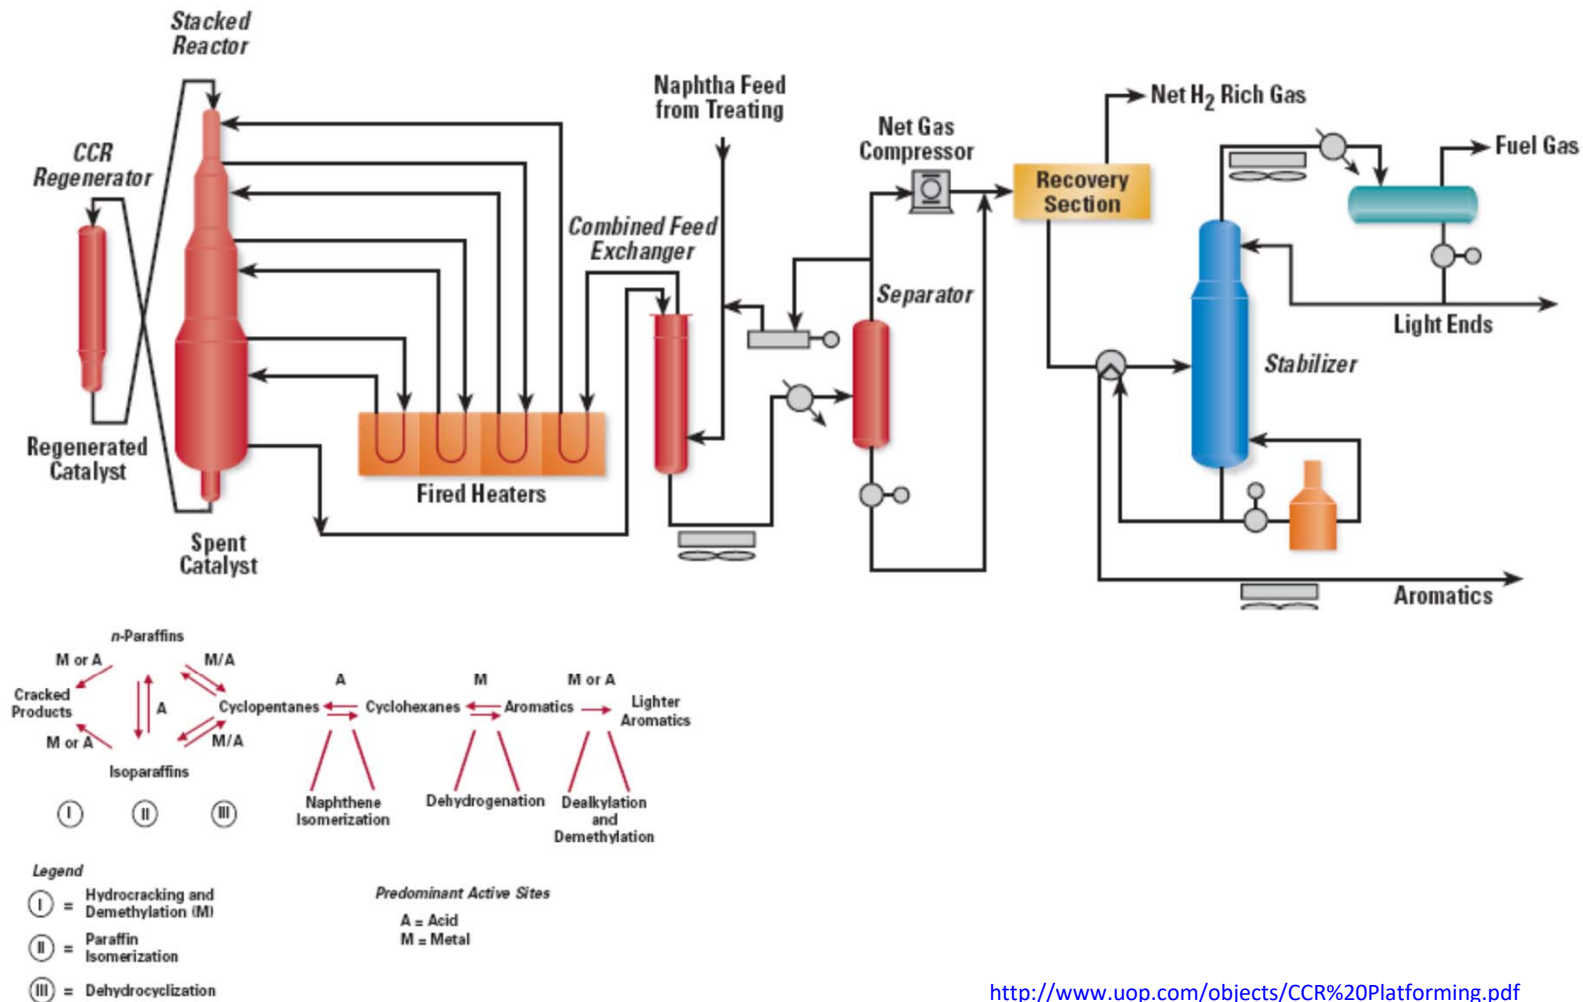 Stacked
Reactor
Naphtha Feed
from Treating
Net H2 Rich Gas
Net Gas
Compressor
Fuel Gas
CCR
Regenerator
Recovery
Section
Combined Feed
Exchanger
Separator
Light Ends
Stabilizer
Regenerated
Catalyst
Fired Heaters
Spent
Catalyst
Aromatics
n-Paraffins
M or A
M/A
Cracked
Products
A
Cyclopentanes
A
Cyclohexanes
M
Aromatics
M or A
Lighter
Aromatics
M or A
M/A
Isoparaffins
I
II
III
Naphthene
Isomerization
Dehydrogenation
Dealkylation
and
Demethylation
Legend
I = Hydrocracking and
Demethylation (M)
II = Paraffin
Isomerization
III = Dehydrocyclization
Predominant Active Sites
A = Acid
M = Metal
http://www.uop.com/objects/CCR%20Platforming.pdf